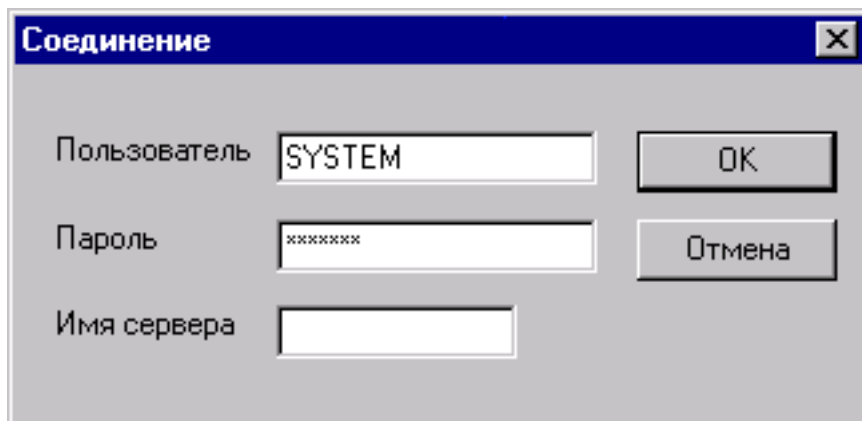 Соединение
Пользователь SYSTEM OK
Пароль ******* Отмена
Имя сервера